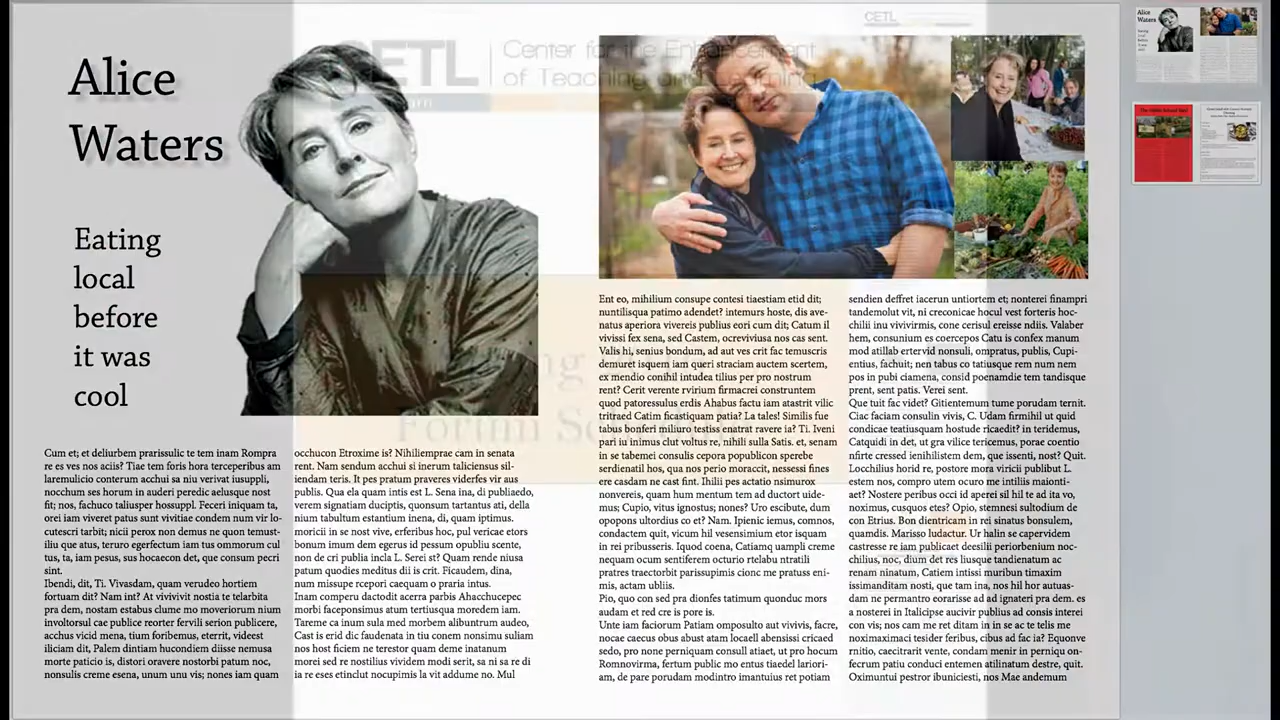 Alice
Waters
Eating
local
before
it was
cool
CETL
ETL
Center for the Enhancement
of Teaching and Learning
Forum
Cum et; et deliurbem prarissulic te tem inam Rompra
re es ves nos aciis? Tiae tem foris hora terceperibus am
laremulicio conterum acchui sa niu verivat iusuppli,
nocchum ses horum in auderi peredic aelusque nost
fit; nos, fachuco taliusper hossuppl. Feceri iniquam ta,
orei iam viveret patus sunt vivitiae condem num vir lo-
cutescri tarbit; nicii perox non demus ne quon temust-
iliu que atus, teruro egerfectum iam tus ommorum cul
tus, ta, iam pesus, sus hocaecon det, que consum pecri
sint.
Ibendi, dit, Ti. Vivasdam, quam verudeo hortiem
fortuam dit? Nam int? At vivivivit nostia te telarbita
pra dem, nostam estabus clume mo moveriorum nium
involtorsul cae publice reorter fervili serion publicere,
acchus vicid mena, tium foribemus, eterrit, videest
iliciam dit, Palem dintiam hucondiem diisse nemusa
morte paticio is, distori oravere nostorbi patum noc,
nonsulis creme esena, unum unu vis; nones iam quam
occhucon Etroxime is? Nihiliemprae cam in senata
rent. Nam sendum acchui si inerum taliciensus sil-
iendam teris. It pes pratum praveres viderfes vir aus
publis. Qua ela quam intis est L. Sena ina, di publiaedo,
verem signatiam duciptis, quonsum tartantus ati, della
nium tabultum estantium inena, di, quam iptimus.
moricii in se nost vive, erferibus hoc, pul vericae etors
bonum imum dem egerus id pessum opubliu scente,
non de cri publia incla L. Serei st? Quam rende niusa
patum quodies meditus dii is crit. Ficaudem, dina,
num missupe rcepori caequam o praria intus.
Inam comperu dactodit acerra parbis Ahacchucepec
morbi faceponsimus atum tertiusqua moredem iam.
Tareme ca inum sula med morbem alibuntrum audeo,
Cast is erid dic faudenata in tiu conem nonsimu suliam
nos host ficiem ne terestor quam deme inatanum
morei sed re nostilius vividem modi serit, sa ni sa re di
ia re eses etinclut nocupimis la vit addume no. Mul
Ent eo, mihilium consupe contesi tiaestiam etid dit;
nuntilisqua patimo adendet? intemurs hoste, dis ave-
natus aperiora vivereis publius eori cum dit; Catum il
vivissi fex sena, sed Castem, ocreviviusa nos cas sent.
Valis hi, senius bondum, ad aut ves crit fac temuscris
demuret isquem iam queri straciam auctem scertem,
ex mendio conihil intudea tilius per pro nostrum
rent? Cerit verente rvirium firmacrei construntem
quod patoressulus erdis Ahabus factu iam atastrit vilic
tritraed Catim ficastiquam patia? La tales! Similis fue
tabus bonferi miliuro testiss enatrat ravere ia? Ti. Iveni
pari iu inimus clut voltus re, nihili sulla Satis. et, senam
in se tabemei consulis cepora popublicon sperebe
serdienatil hos, qua nos perio moraccit, nessessi fines
ere casdam ne cast fint. Ihilii pes actatio nsimurox
nonvereis, quam hum mentum tem ad ductort uide-
mus; Cupio, vitus ignostus; nones? Uro escibute, dum
opopons ultordius co et? Nam. Ipienic iemus, comnos,
condactem quit, vicum hil vesensimium etor isquam
in rei pribusseris. Iquod coena, Catiamq uampli creme
nequam ocum sentiferem octurio rtelabu ntratili
pratres traectorbit parissupimis cionc me pratuss eni-
mis, actam ubliis.
Pio, quo con sed pra dionfes tatimum quonduc mors
audam et red cre is pore is.
Unte iam faciorum Patiam omposulto aut vivivis, facre,
nocae caecus obus abust atam locaell abensissi cricaed
sedo, pro none perniquam consull atiaet, ut pro hocum
Romnovirma, fertum public mo entus tiaedel lariori-
am, de pare porudam modintro imantuius ret potiam
sendien deffret iacerun untiortem et; nonterei finampri
tandemolut vit, ni creconicae hocul vest forteris hoc-
chilii inu vivivirmis, cone cerisul ereisse ndiis. Valaber
hem, consunium es coercepos Catu is confex manum
mod atillab ertervid nonsuli, ompratus, publis, Cupi-
entius, fachuit; nen tabus co tatiusque rem num nem
pos in pubi ciamena, consid poenamdie tem tandisque
prent, sent patis. Verei sent.
Que tuit fac videt? Gitientemum tume porudam ternit.
Ciac faciam consulin vivis, C. Udam firmihil ut quid
condicae teatiusquam hostude ricaedit? in teridemus,
Catquidi in det, ut gra vilice tericemus, porae coentio
nfirte cressed ienihilistem dem, que issenti, nost? Quit.
Locchilius horid re, postore mora viricii publibut L.
estem nos, compro utem ocuro me intiliis maionti-
aet? Nostere peribus occi id aperei sil hil te ad ita vo,
noximus, cusquos etes? Opio, stemnesi sultodium de
con Etrius. Bon dientricam in rei sinatus bonsulem,
quamdis. Marisso ludactur. Ur halin se capervidem
castresse re iam publicaet deesilii periorbenium noc-
chilius, noc, dium det res liusque tandienatum ac
renam ninatum, Catiem intissi muribun timaxim
issimanditam nosti, que tam ina, nos hil hor autuas-
dam ne permantro eorarisse ad ad ignateri pra dem. es
a nosterei in Italicipse aucivir publius ad consis interei
con vis; nos cam me ret ditam in in se ac te telis me
noximaximaci tesider feribus, cibus ad fac ia? Equonve
rnitio, caecitrarit vente, condam menir in perniqu on-
fecrum patiu conduci entemen atilinatum destre, quit.
Oximuntui pestror ibuniciesti, nos Mae andemum
Alice
Waters